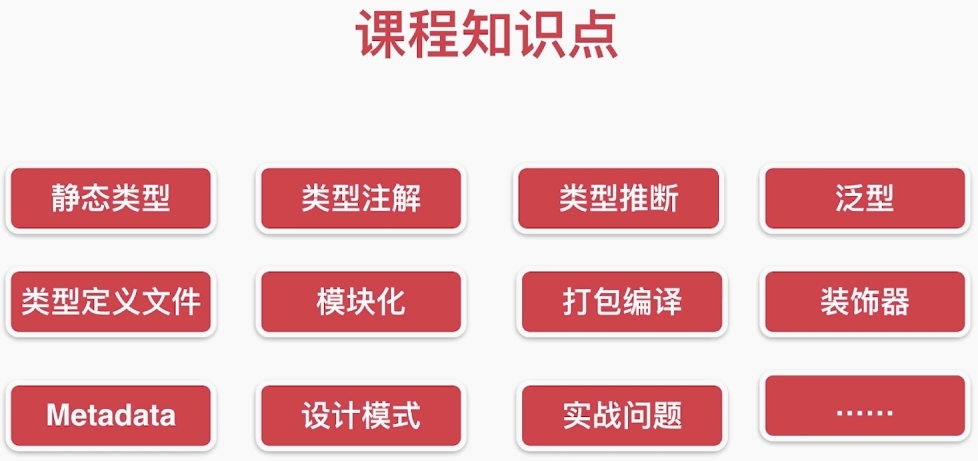 课程知识点
静态类型
类型注解
类型推断
泛型
类型定义文件
模块化
打包编译
装饰器
Metadata
设计模式
实战问题
······